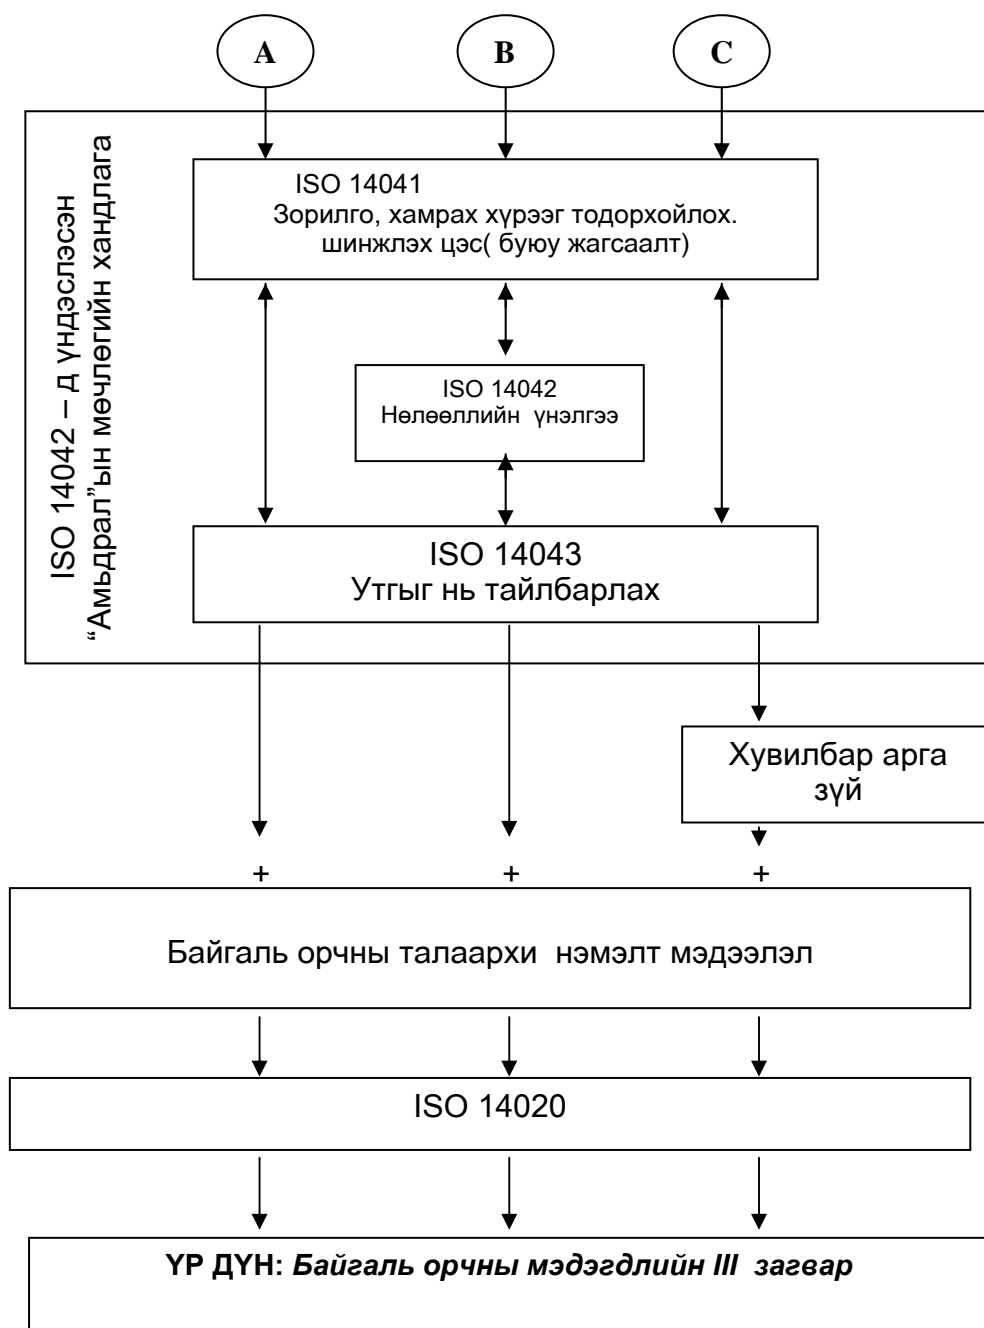 A
B
C
ISO 14042 – д үндэслэсэн
“Амьдрал”ын мөчлөгийн хандлага
ISO 14041
Зорилго, хамрах хүрээг тодорхойлох.
шинжлэх цэс( буюу жагсаалт)
ISO 14042
Нөлөөллийн үнэлгээ
ISO 14043
Утгыг нь тайлбарлах
Хувилбар арга
зүй
+ + +
Байгаль орчны талаархи нэмэлт мэдээлэл
ISO 14020
ҮР ДҮН: Байгаль орчны мэдэгдлийн III загвар